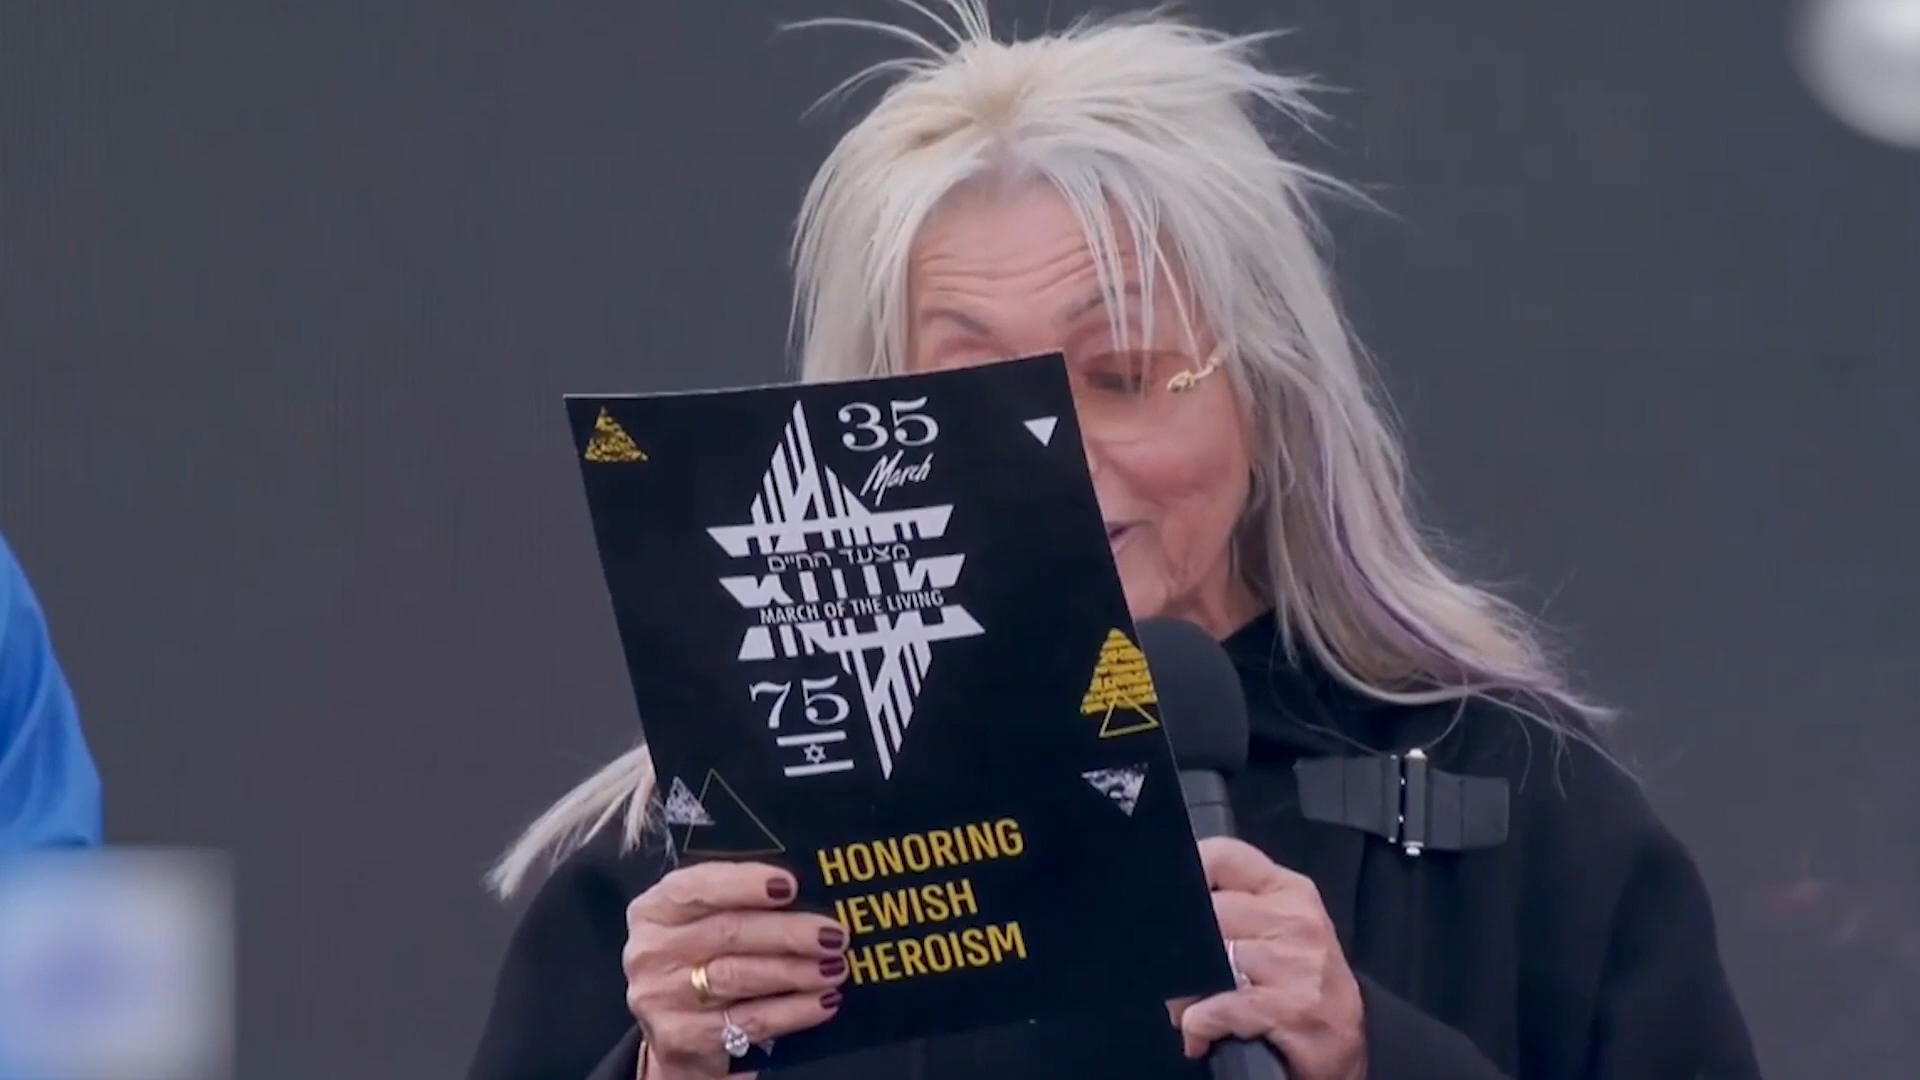 35
March
מצעד החיים
MARCH OF THE LIVING
75
HONORING
JEWISH
HEROISM